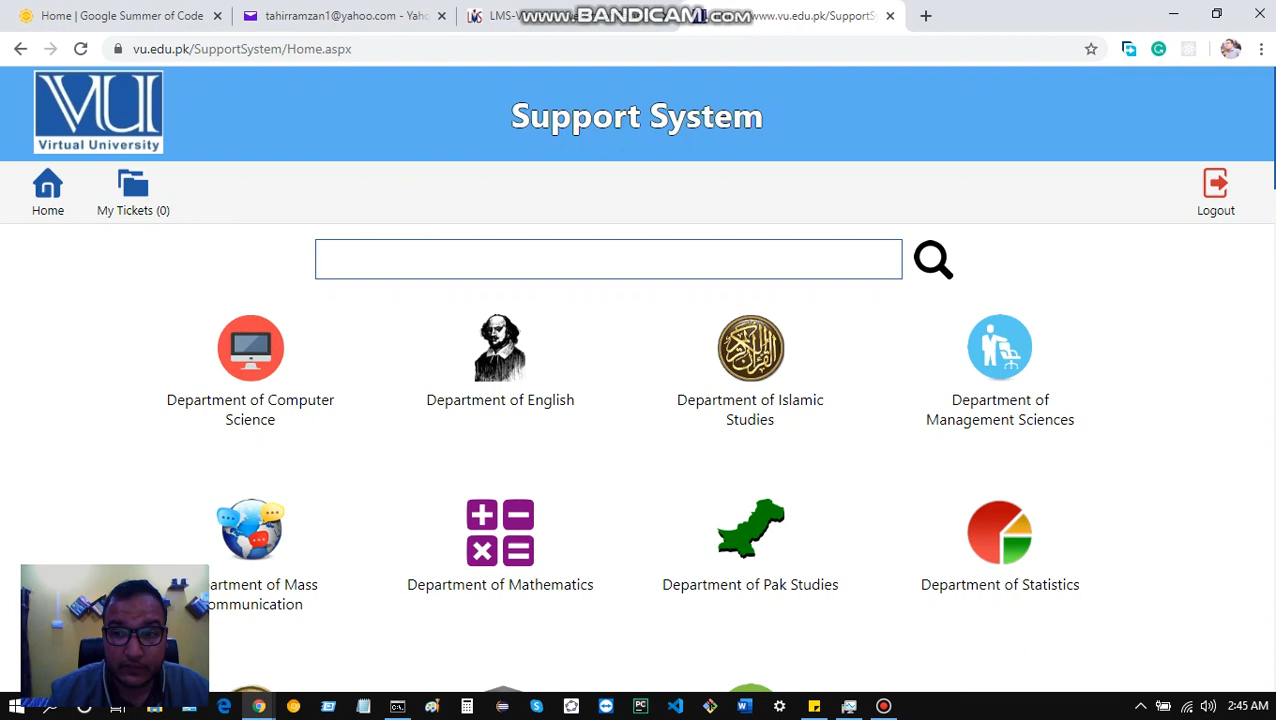 Home | Google Summer of Code
tahirramzan1@yahoo.com - Yaho
LMS-V
www.BANDICAM.com
www.vu.edu.pk/SupportS
vu.edu.pk/SupportSystem/Home.aspx
VU
Virtual University
Support System
Home
My Tickets (0)
Logout
Department of Computer
Science
Department of English
Department of Islamic
Studies
Department of
Management Sciences
artment of Mass
ommunication
Department of Mathematics
Department of Pak Studies
Department of Statistics
2:45 AM